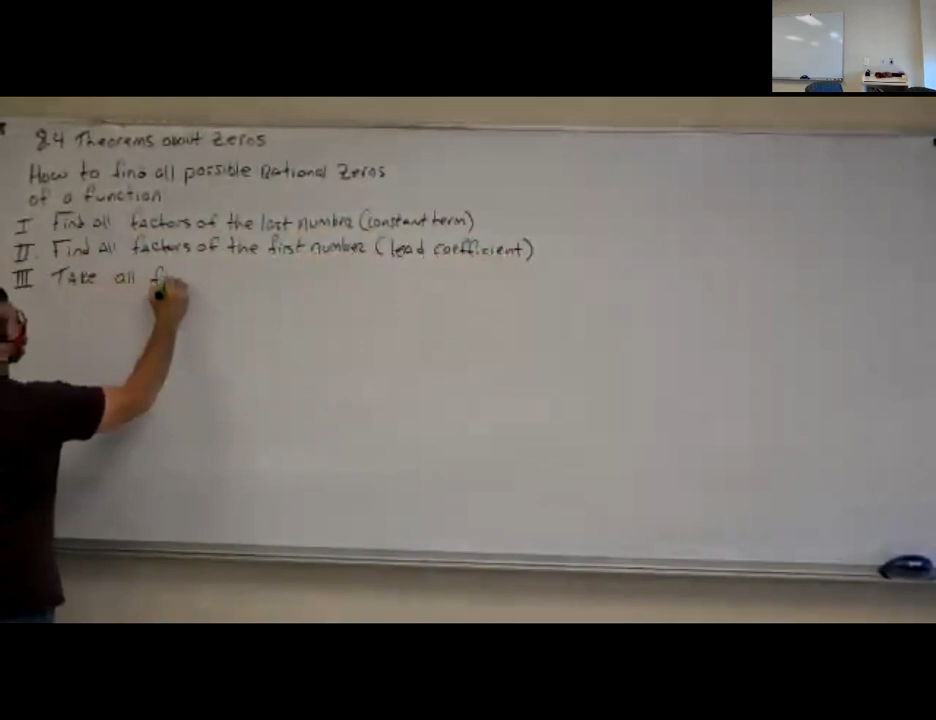 8.4 Theorems about Zeros
How to find all possible Rational Zeros
of a function
I Find all factors of the last number (constant term)
II. Find All factors of the first number (lead coefficient)
III Take all f